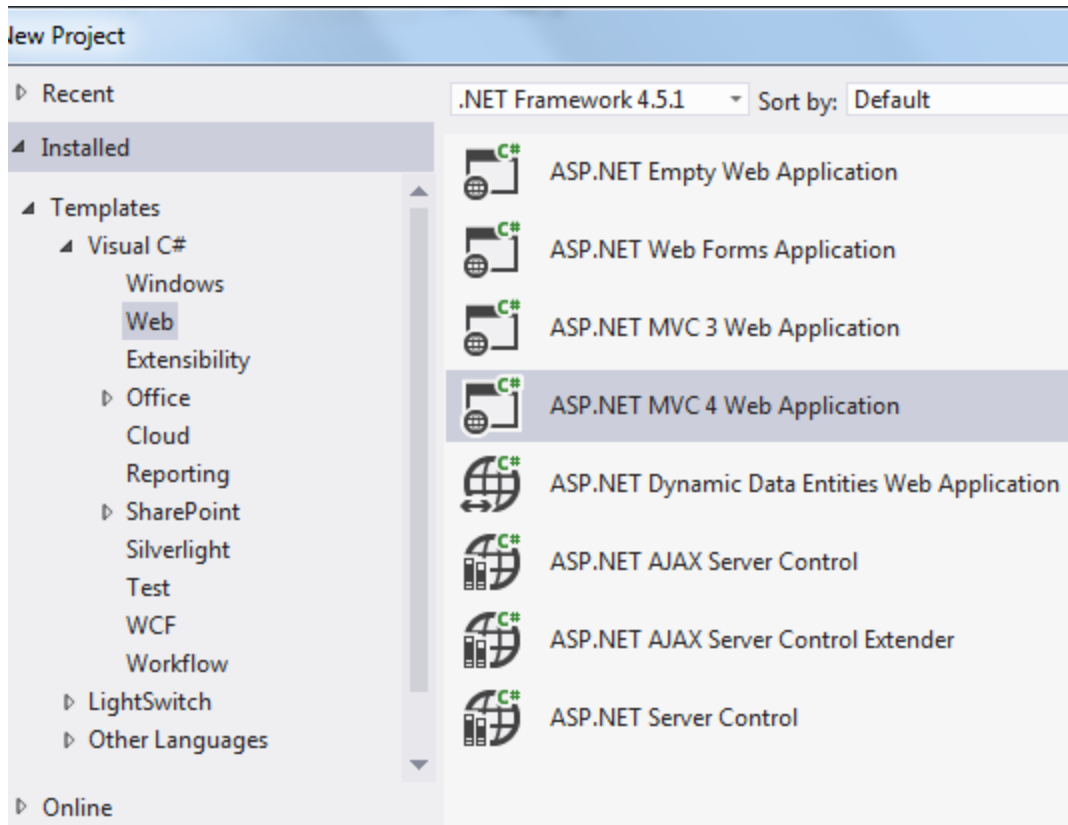 New Project
Recent
Installed
Templates
Visual C#
Windows
Web
Extensibility
Office
Cloud
Reporting
SharePoint
Silverlight
Test
WCF
Workflow
LightSwitch
Other Languages
Online
.NET Framework 4.5.1 Sort by: Default
C# ASP.NET Empty Web Application
C# ASP.NET Web Forms Application
C# ASP.NET MVC 3 Web Application
C# ASP.NET MVC 4 Web Application
C# ASP.NET Dynamic Data Entities Web Application
C# ASP.NET AJAX Server Control
C# ASP.NET AJAX Server Control Extender
C# ASP.NET Server Control